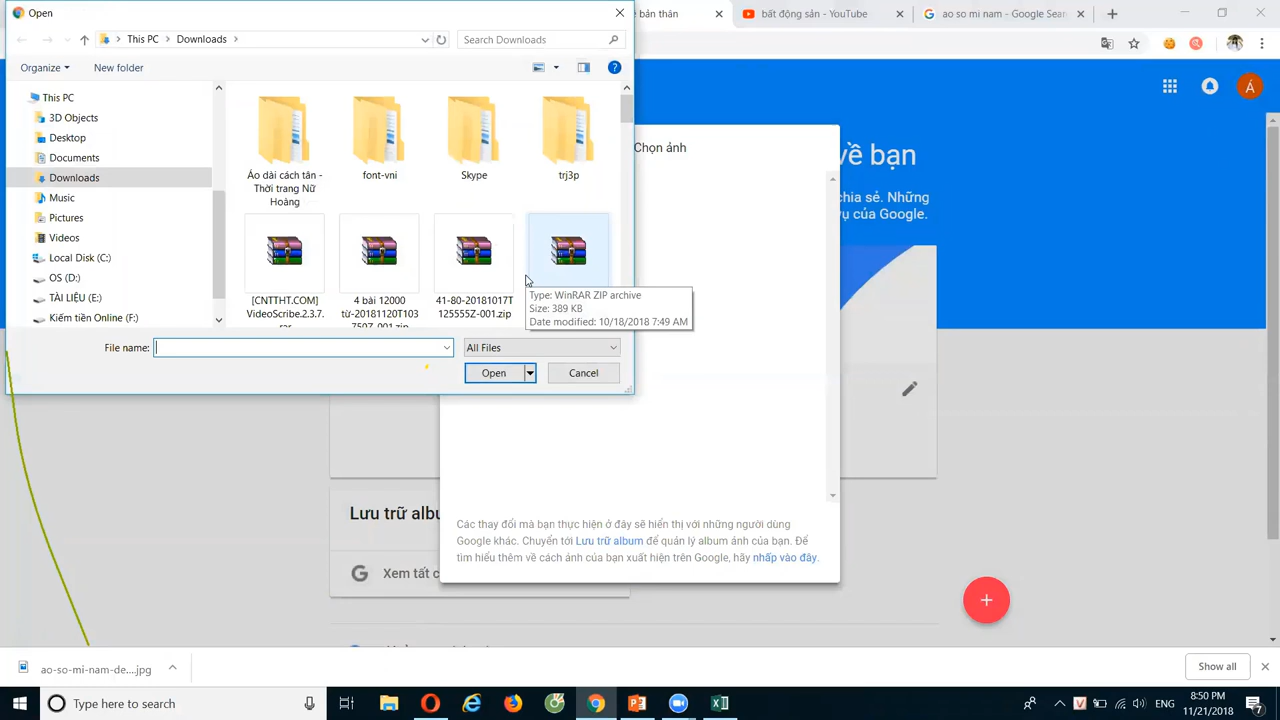 Open
bản thân
bất động sản - YouTube
ao so mi nam - Google Sear
This PC
Downloads
Search Downloads
Organize
New folder
This PC
3D Objects
Desktop
Documents
Downloads
Music
Pictures
Videos
Local Disk (C:)
OS (D:)
TÀI LIỆU (E:)
Kiếm tiền Online (F:)
Áo dài cách tân -
Thời trang Nữ
Hoàng
font-vni
Skype
trj3p
[CNTTHT.COM]
VideoScribe.2.3.7.
rar
4 bài 12000
từ-20181120T103
750Z-001.zip
41-80-20181017T
125555Z-001.zip
Type: WinRAR ZIP archive
Size: 389 KB
Date modified: 10/18/2018 7:49 AM
File name:
All Files
Open
Cancel
Á
về bạn
chia sẻ. Những
vụ của Google.
Chọn ảnh
Các thay đổi mà bạn thực hiện ở đây sẽ hiển thị với những người dùng
Google khác. Chuyển tới Lưu trữ album để quản lý album ảnh của bạn. Để
tìm hiểu thêm về cách ảnh của bạn xuất hiện trên Google, hãy nhấp vào đây.
Lưu trữ albu
G
Xem tất c
+
ao-so-mi-nam-de....jpg
Show all
Type here to search
V
ENG
8:50 PM
11/21/2018
7